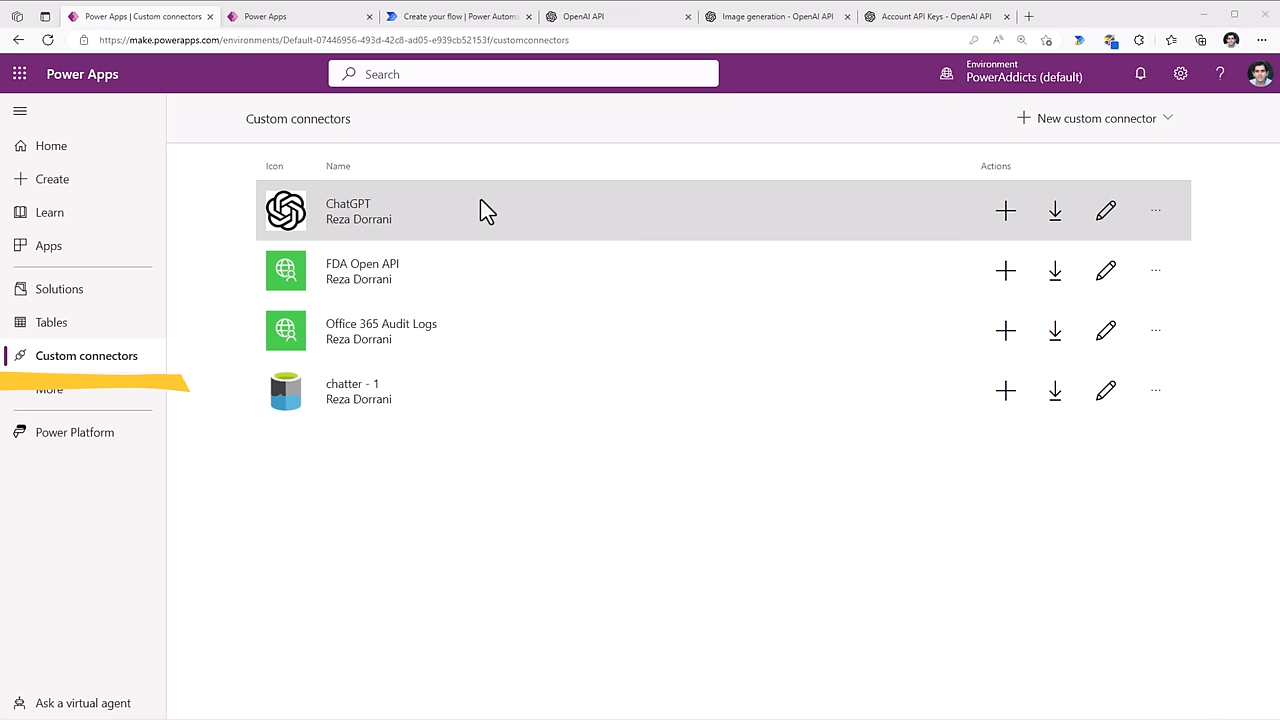 Power Apps | Custom connectors
Power Apps
Create your flow | Power Automa
OpenAI API
Image generation - OpenAI API
Account API Keys - OpenAI API
https://make.powerapps.com/environments/Default-07446956-493d-42c8-ad05-e939cb52153f/customconnectors
Power Apps
Search
Environment
PowerAddicts (default)
Home
Create
Learn
Apps
Solutions
Tables
Custom connectors
More
Power Platform
Ask a virtual agent
Custom connectors
New custom connector
Icon
Name
Actions
ChatGPT
Reza Dorrani
FDA Open API
Reza Dorrani
Office 365 Audit Logs
Reza Dorrani
chatter - 1
Reza Dorrani